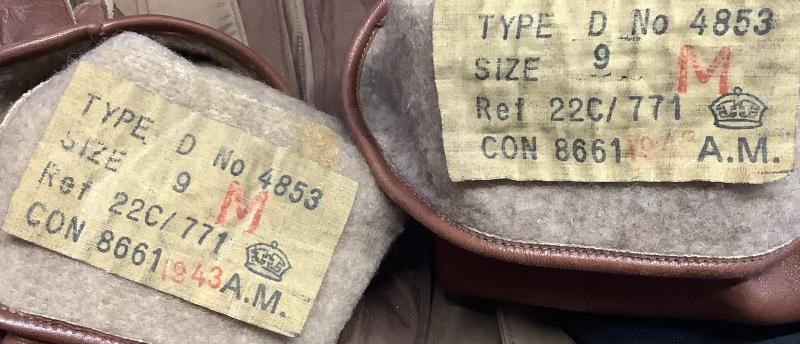 TYPE D No 4853
SIZE 9 M
Ref 22C/771
CON 8661 1943 A.M.
TYPE D No 4853
SIZE 9 M
Ref 22C/771
CON 8661 A.M.